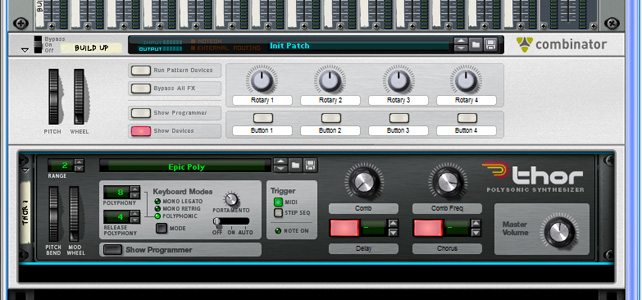 Bypass
On
Off
BUILD UP
INPUT
OUTPUT
MOTION
EXTERNAL ROUTING
Init Patch
combinator
Run Pattern Devices
Bypass All FX
Show Programmer
Show Devices
PITCH
WHEEL
Rotary 1
Rotary 2
Rotary 3
Rotary 4
Button 1
Button 2
Button 3
Button 4
2
RANGE
Epic Poly
thor
POLYSONIC SYNTHESIZER
8
POLYPHONY
4
RELEASE
POLYPHONY
Keyboard Modes
MONO LEGATO
MONO RETRIG
POLYPHONIC
MODE
PORTAMENTO
OFF ON AUTO
Trigger
MIDI
STEP SEQ
NOTE ON
Comb
Comb Freq
Delay
Chorus
Master
Volume
PITCH
BEND
MOD
WHEEL
Show Programmer